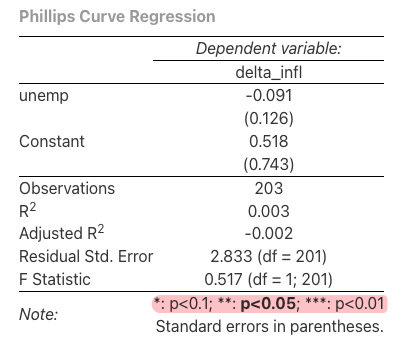 Phillips Curve Regression
Dependent variable:
delta_infl
unemp -0.091
(0.126)
Constant 0.518
(0.743)
Observations 203
R2 0.003
Adjusted R2 -0.002
Residual Std. Error 2.833 (df = 201)
F Statistic 0.517 (df = 1; 201)
Note: *: p<0.1; **: p<0.05; ***: p<0.01
Standard errors in parentheses.